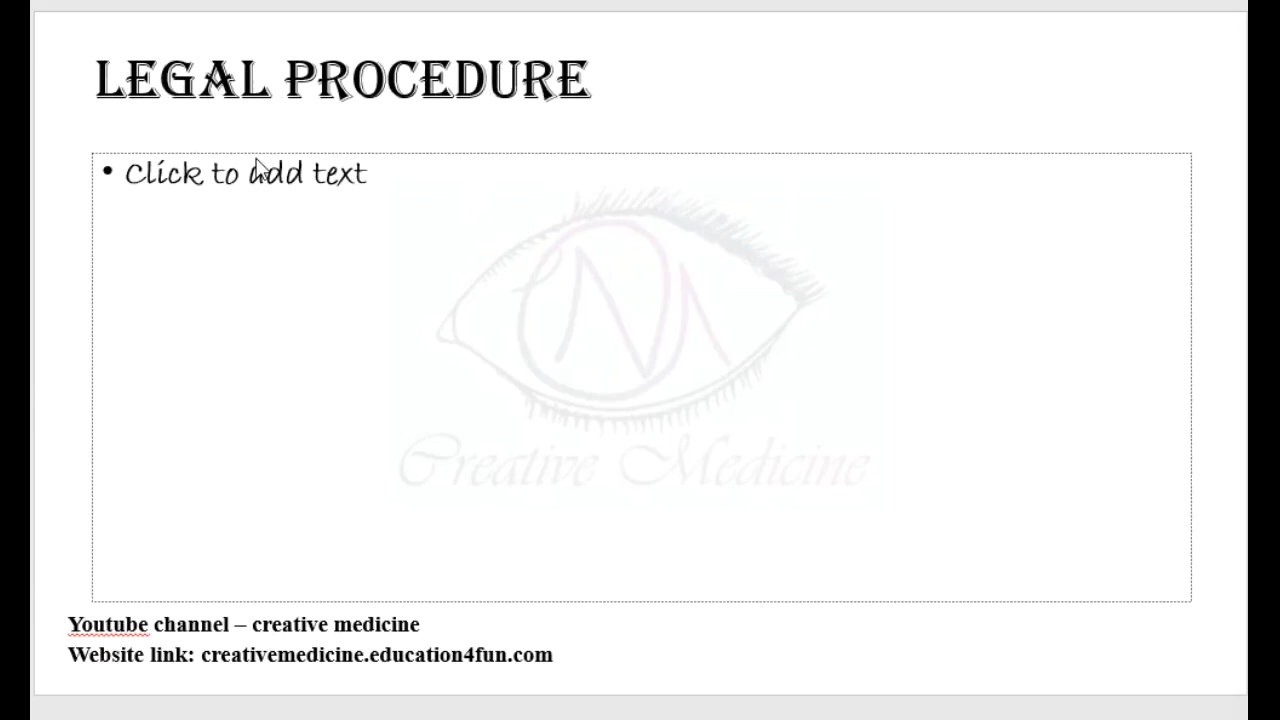 LEGAL PROCEDURE
• Click to add text
Creative Medicine
Youtube channel – creative medicine
Website link: creativemedicine.education4fun.com